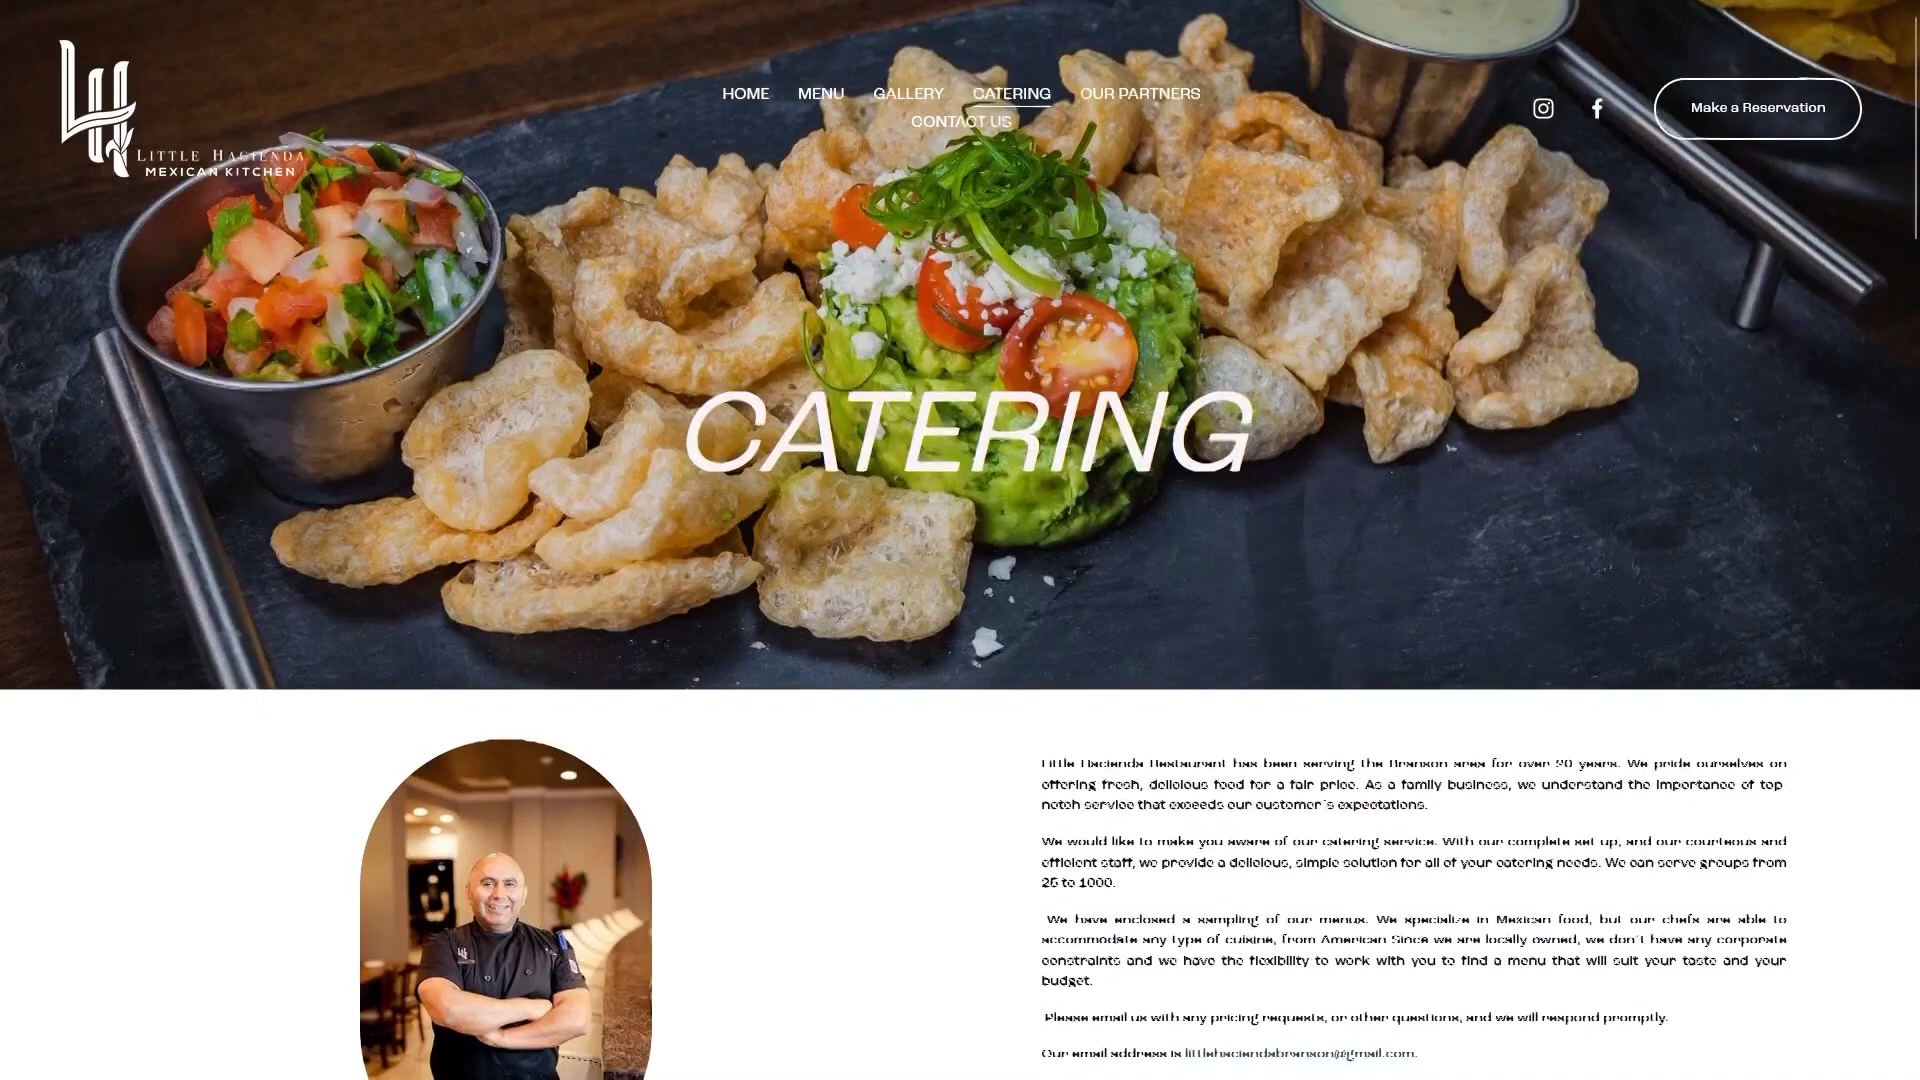 HOME MENU GALLERY CATERING OUR PARTNERS
CONTACT US
Make a Reservation
LITTLE HACIENDA
MEXICAN KITCHEN
CATERING
Little Hacienda Restaurant has been serving the Branson area for over 20 years. We pride ourselves on
offering fresh, delicious food for a fair price. As a family business, we understand the importance of top-
notch service that exceeds our customer's expectations.
We would like to make you aware of our catering service. With our complete set up, and our courteous and
efficient staff, we provide a delicious, simple solution for all of your catering needs. We can serve groups from
25 to 1000.
We have enclosed a sampling of our menus. We specialize in Mexican food, but our chefs are able to
accommodate any type of cuisine, from American Since we are locally owned, we don't have any corporate
constraints and we have the flexibility to work with you to find a menu that will suit your taste and your
budget.
Please email us with any pricing requests, or other questions, and we will respond promptly.
Our email address is littlehaciendabranson@gmail.com.